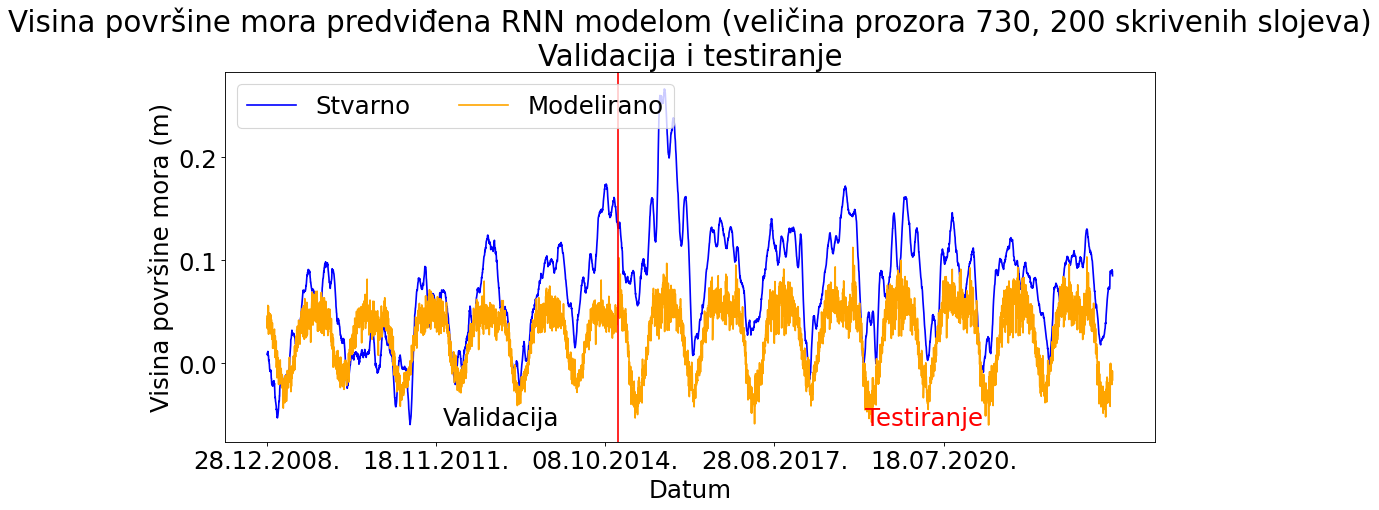 Visina površine mora predviđena RNN modelom (veličina prozora 730, 200 skrivenih slojeva)
Validacija i testiranje
Stvarno
Modelirano
Visina površine mora (m)
0.2
0.1
0.0
Validacija
Testiranje
28.12.2008.
18.11.2011.
08.10.2014.
28.08.2017.
18.07.2020.
Datum